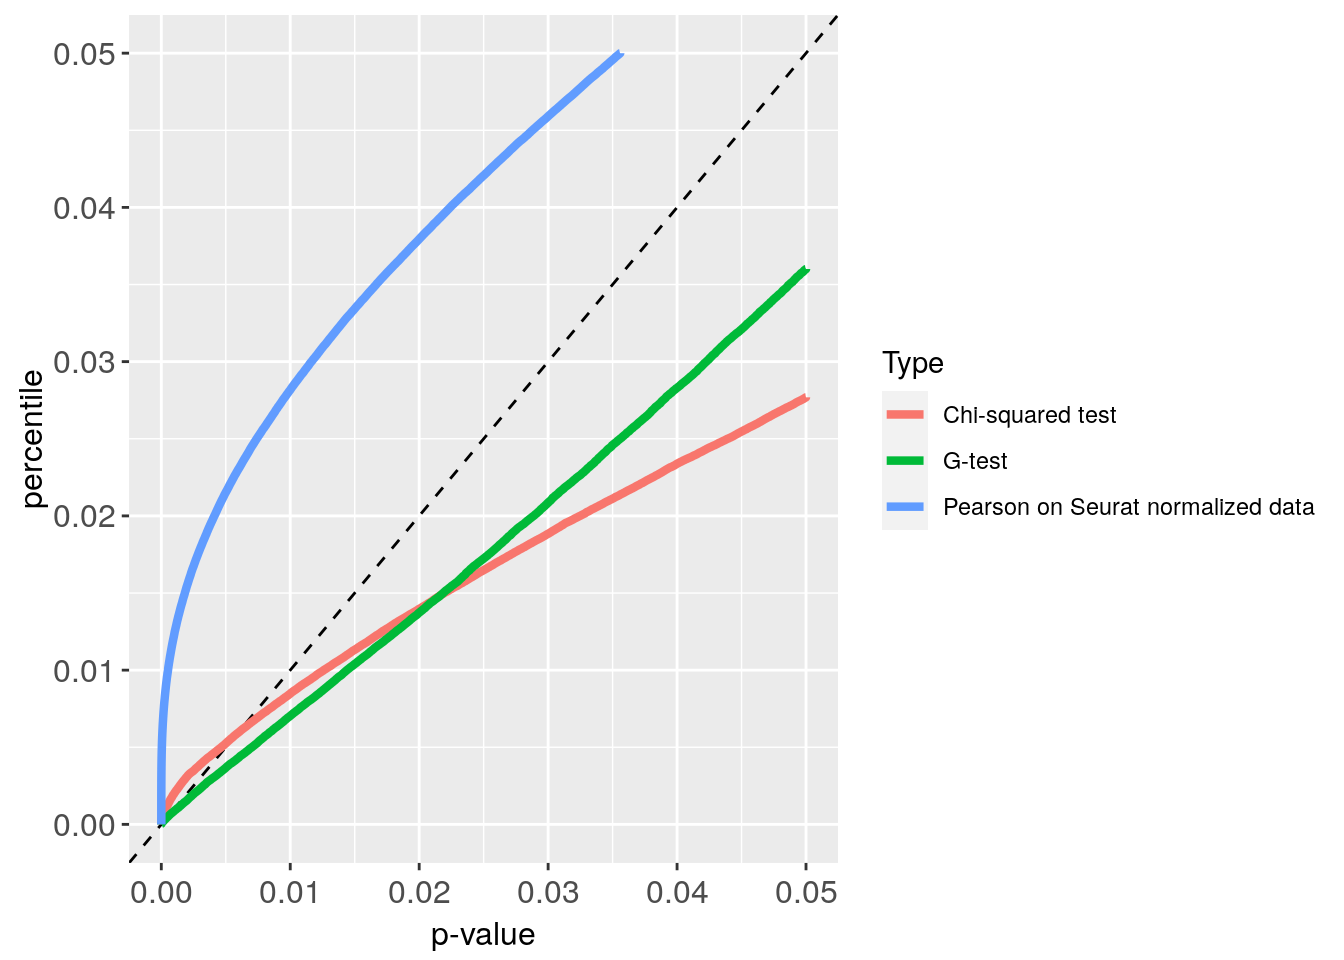 0.05
0.04
0.03
0.02
0.01
0.00
percentile
0.00 0.01 0.02 0.03 0.04 0.05
p-value
Type
Chi-squared test
G-test
Pearson on Seurat normalized data